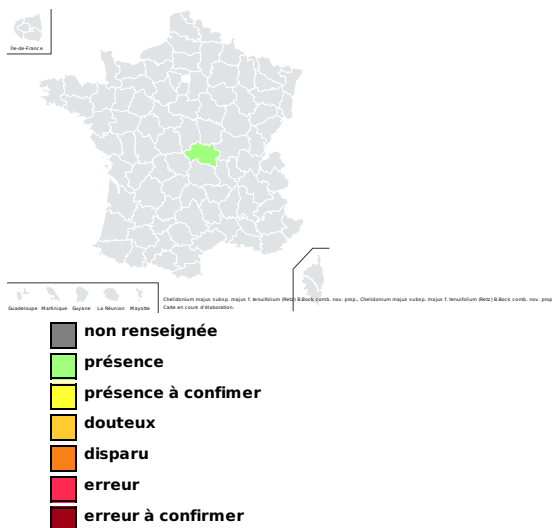 Île-de-France
Guadeloupe Martinique Guyane La Réunion Mayotte
Chelidonium majus subsp. majus f. tenuifolium (Retz) B.Bock comb. nov. prop., Chelidonium majus subsp. majus f. tenuifolium (Retz) B.Bock comb. nov. prop
Carte en cours d'élaboration.
non renseignée
présence
présence à confimer
douteux
disparu
erreur
erreur à confirmer